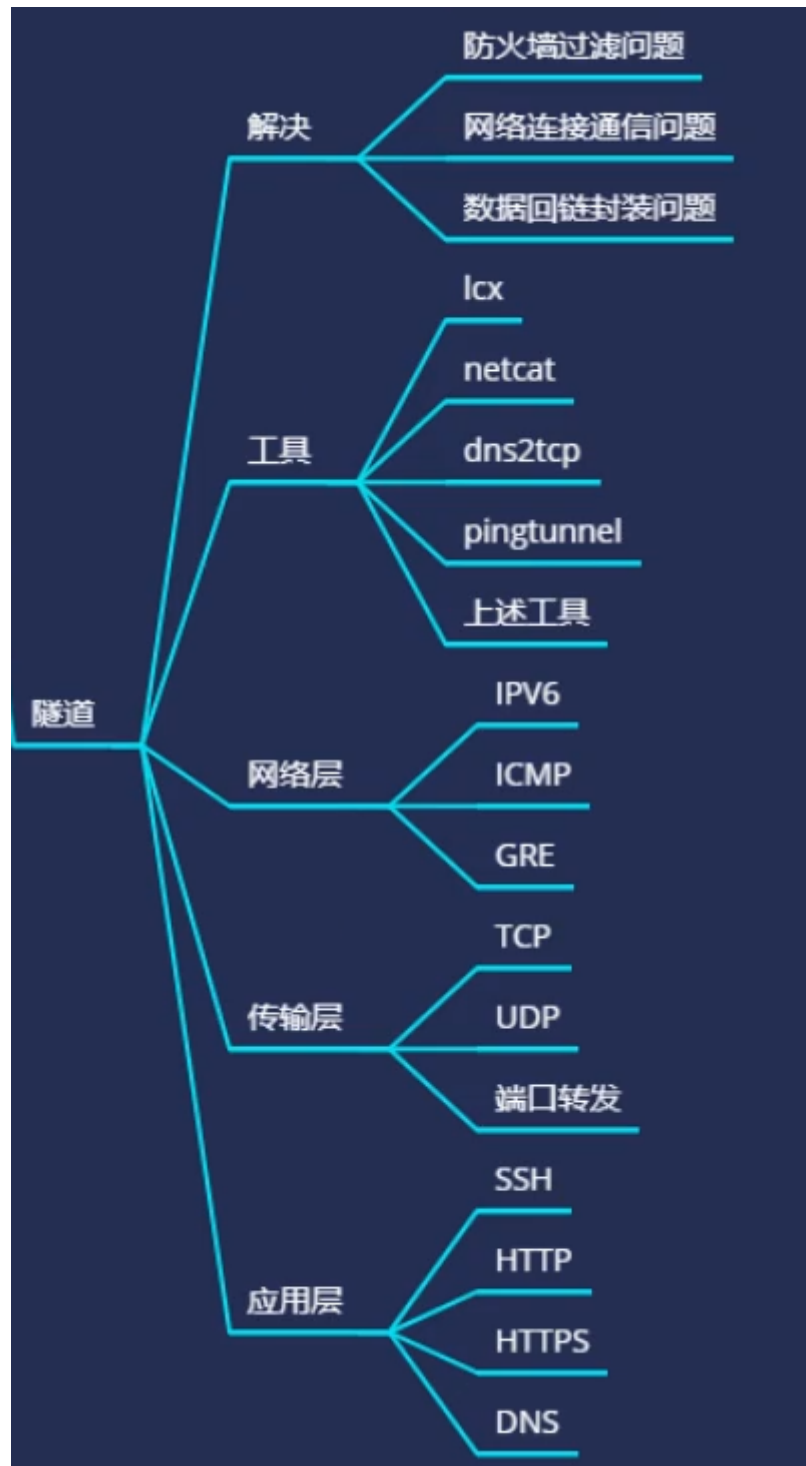 防火墙过滤问题
解决
网络连接通信问题
数据回链封装问题
lcx
netcat
工具
dns2tcp
pingtunnel
上述工具
IPV6
隧道
网络层
ICMP
GRE
TCP
传输层
UDP
端口转发
SSH
HTTP
应用层
HTTPS
DNS